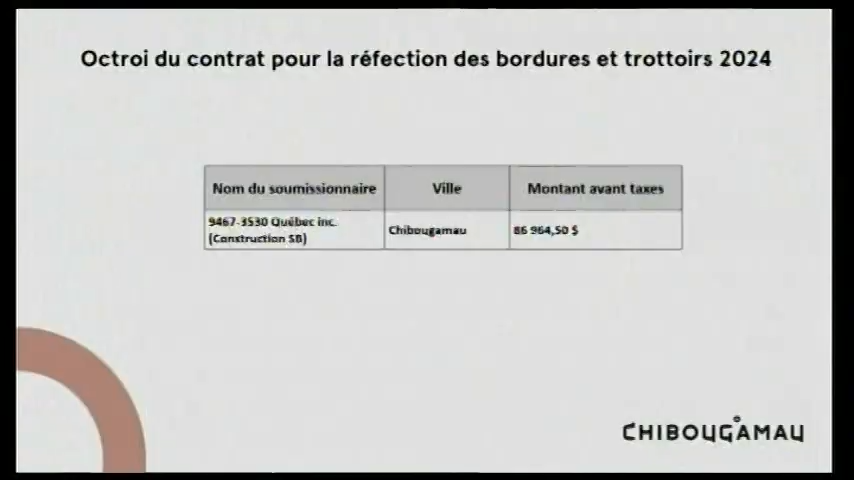 Octroi du contrat pour la réfection des bordures et trottoirs 2024
Nom du soumissionnaire Ville Montant avant taxes
9467-3530 Québec inc.
(Construction SB) Chibougamau 86 964,50 $
CHIBOUGAMAU